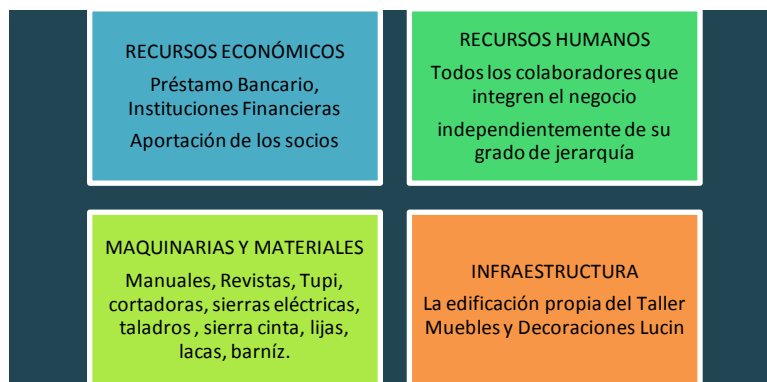 RECURSOS ECONÓMICOS
Préstamo Bancario,
Instituciones Financieras
Aportación de los socios
RECURSOS HUMANOS
Todos los colaboradores que
integren el negocio
independientemente de su
grado de jerarquía
MAQUINARIAS Y MATERIALES
Manuales, Revistas, Tupi,
cortadoras, sierras eléctricas,
taladros , sierra cinta, lijas,
lacas, barníz.
INFRAESTRUCTURA
La edificación propia del Taller
Muebles y Decoraciones Lucin